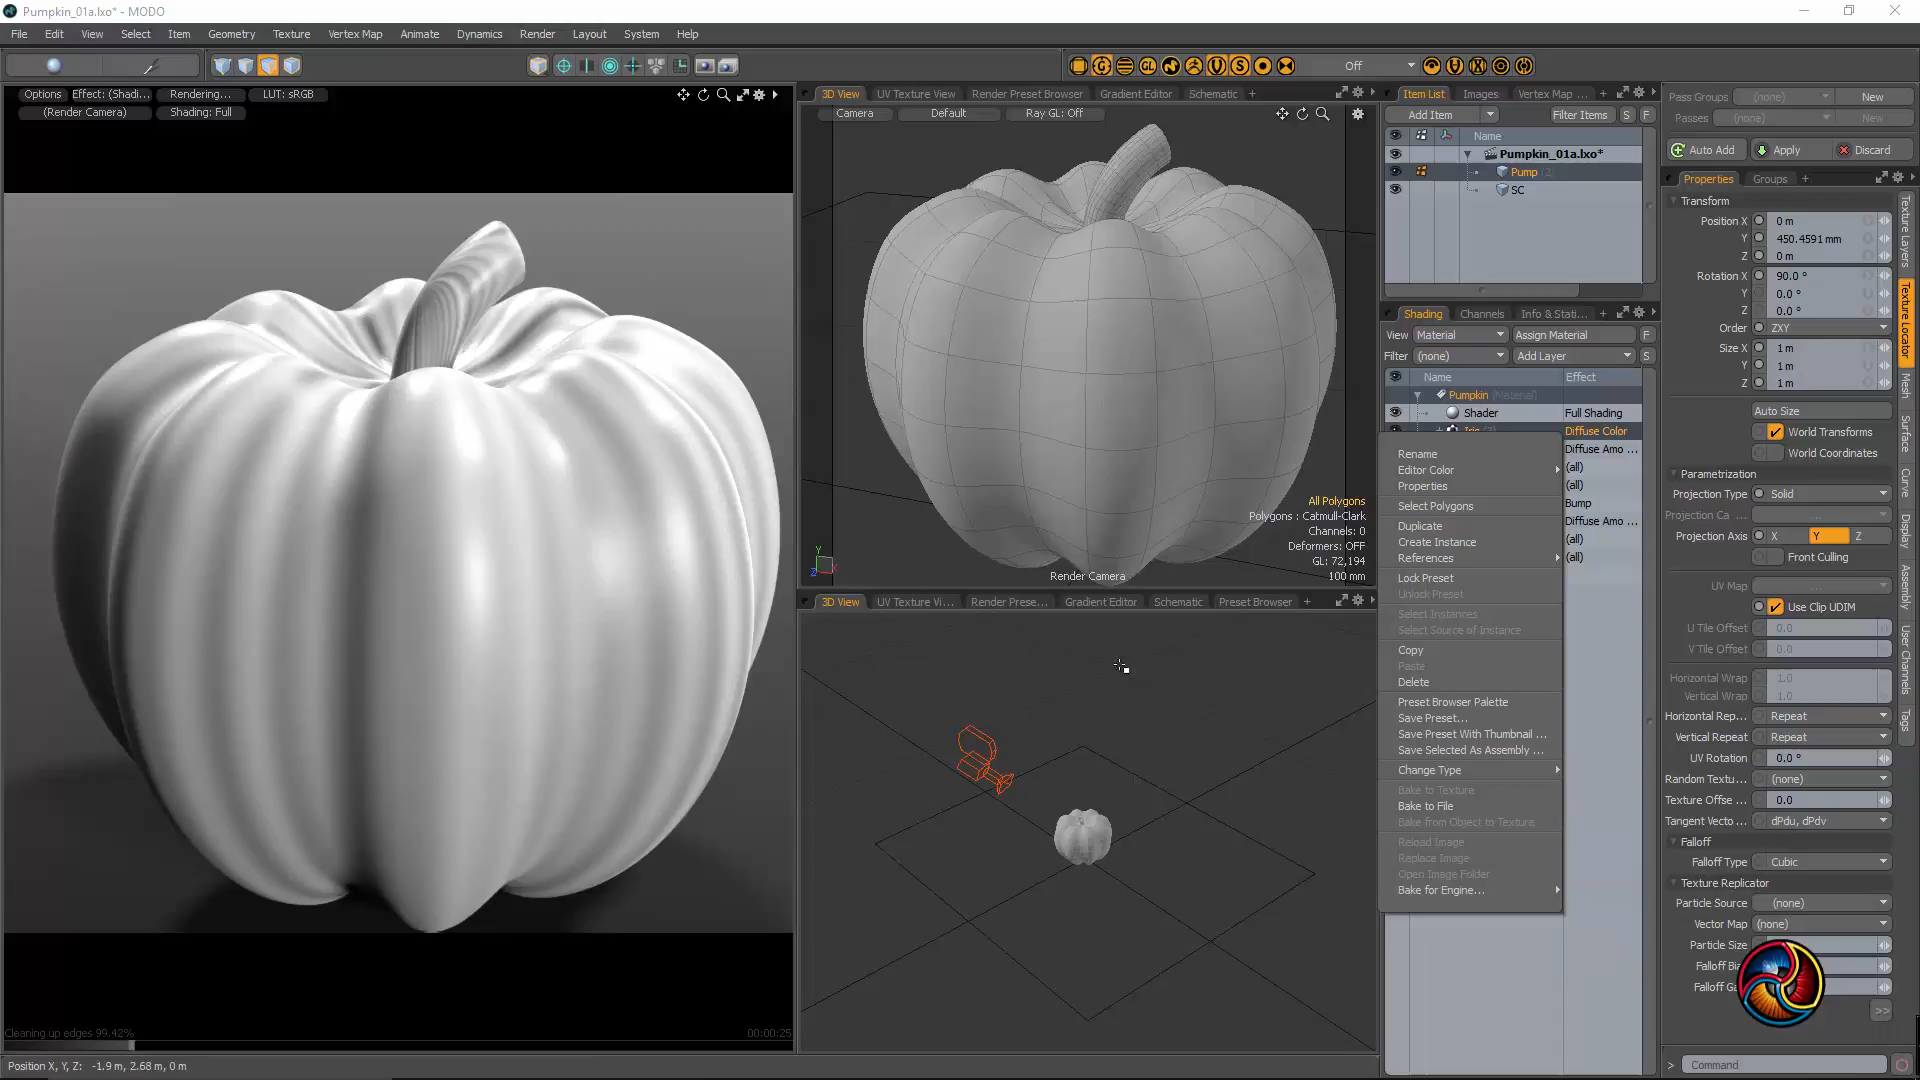 Pumpkin_01a.lxo* - MODO
File Edit View Select Item Geometry Texture Vertex Map Animate Dynamics Render Layout System Help
Off
Options Effect: (Shadi... Rendering... LUT: sRGB
(Render Camera) Shading: Full
Cleaning up edges 99.42% 00:00:25
Position X, Y, Z: -1.9 m, 2.68 m, 0 m
3D View UV Texture View Render Preset Browser Gradient Editor Schematic +
Camera Default Ray GL: Off
All Polygons
Polygons : Catmull-Clark
Channels: 0
Deformers: OFF
GL: 72,194
Render Camera 100 mm
Y
Z X
3D View UV Texture Vi... Render Prese... Gradient Editor Schematic Preset Browser +
Item List Images Vertex Map ... +
Add Item Filter Items S F
Name
Pumpkin_01a.lxo*
Pump (2)
SC
Shading Channels Info & Stati... +
View Material Assign Material F
Filter (none) Add Layer S
Name Effect
Pumpkin (Material)
Shader Full Shading
Diffuse Color
Diffuse Amo ...
(all)
(all)
Bump
Diffuse Amo ...
(all)
(all)
Rename
Editor Color
Properties
Select Polygons
Duplicate
Create Instance
References
Lock Preset
Unlock Preset
Select Instances
Select Source of Instance
Copy
Paste
Delete
Preset Browser Palette
Save Preset...
Save Preset With Thumbnail ...
Save Selected As Assembly ...
Change Type
Bake to Texture
Bake to File
Bake from Object to Texture
Reload Image
Replace Image
Open Image Folder
Bake for Engine...
Pass Groups (none) New
Passes (none) New
Auto Add Apply Discard
Properties Groups +
Transform
Position X 0 m
Y 450.4591 mm
Z 0 m
Rotation X 90.0 °
Y 0.0 °
Z 0.0 °
Order ZXY
Size X 1 m
Y 1 m
Z 1 m
Auto Size
World Transforms
World Coordinates
Parametrization
Projection Type Solid
Projection Ca ... ...
Projection Axis X Y Z
Front Culling
UV Map ...
Use Clip UDIM
U Tile Offset 0.0
V Tile Offset 0.0
Horizontal Wrap 1.0
Vertical Wrap 1.0
Horizontal Rep... Repeat
Vertical Repeat Repeat
UV Rotation 0.0 °
Random Textu... (none)
Texture Offse ... 0.0
Tangent Vecto ... dPdu, dPdv
Falloff
Falloff Type Cubic
Texture Replicator
Particle Source (none)
Vector Map (none)
Particle Size
Falloff Bi
Falloff G
>>
> Command
Texture Layers
Texture Locator
Mesh
Surface
Curve
Display
Assembly
User Channels
Tags